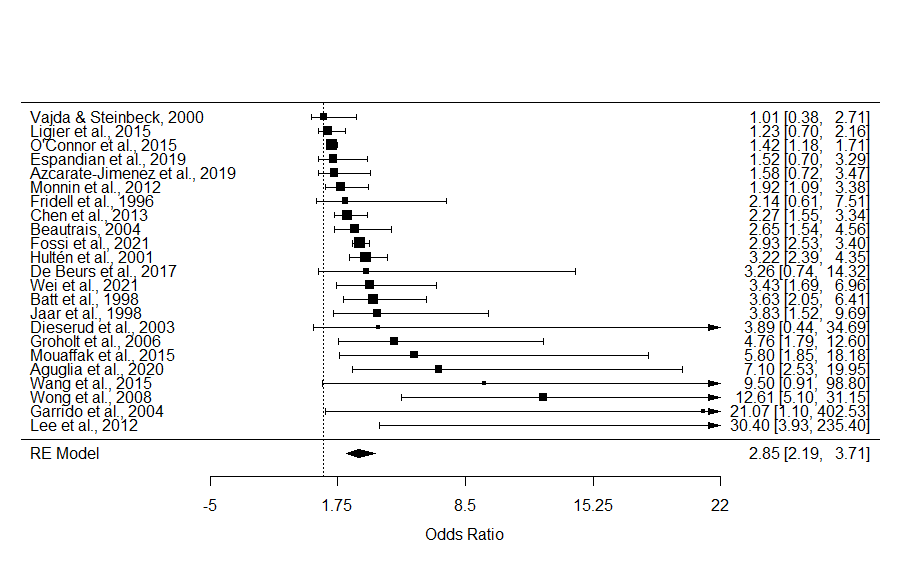 Vajda & Steinbeck, 2000 1.01 [0.38, 2.71]
Ligier et al., 2015 1.23 [0.70, 2.16]
O'Connor et al., 2015 1.42 [1.18, 1.71]
Espandian et al., 2019 1.52 [0.70, 3.29]
Azcarate-Jimenez et al., 2019 1.58 [0.72, 3.47]
Monnin et al., 2012 1.92 [1.09, 3.38]
Fridell et al., 1996 2.14 [0.61, 7.51]
Chen et al., 2013 2.27 [1.55, 3.34]
Beautrais, 2004 2.65 [1.54, 4.56]
Fossi et al., 2021 2.93 [2.53, 3.40]
Hultén et al., 2001 3.22 [2.39, 4.35]
De Beurs et al., 2017 3.26 [0.74, 14.32]
Wei et al., 2021 3.43 [1.69, 6.96]
Batt et al., 1998 3.63 [2.05, 6.41]
Jaar et al., 1998 3.83 [1.52, 9.69]
Dieserud et al., 2003 3.89 [0.44, 34.69]
Groholt et al., 2006 4.76 [1.79, 12.60]
Mouaffak et al., 2015 5.80 [1.85, 18.18]
Aguglia et al., 2020 7.10 [2.53, 19.95]
Wang et al., 2015 9.50 [0.91, 98.80]
Wong et al., 2008 12.61 [5.10, 31.15]
Garrido et al., 2004 21.07 [1.10, 402.53]
Lee et al., 2012 30.40 [3.93, 235.40]
RE Model 2.85 [2.19, 3.71]
-5 1.75 8.5 15.25 22
Odds Ratio